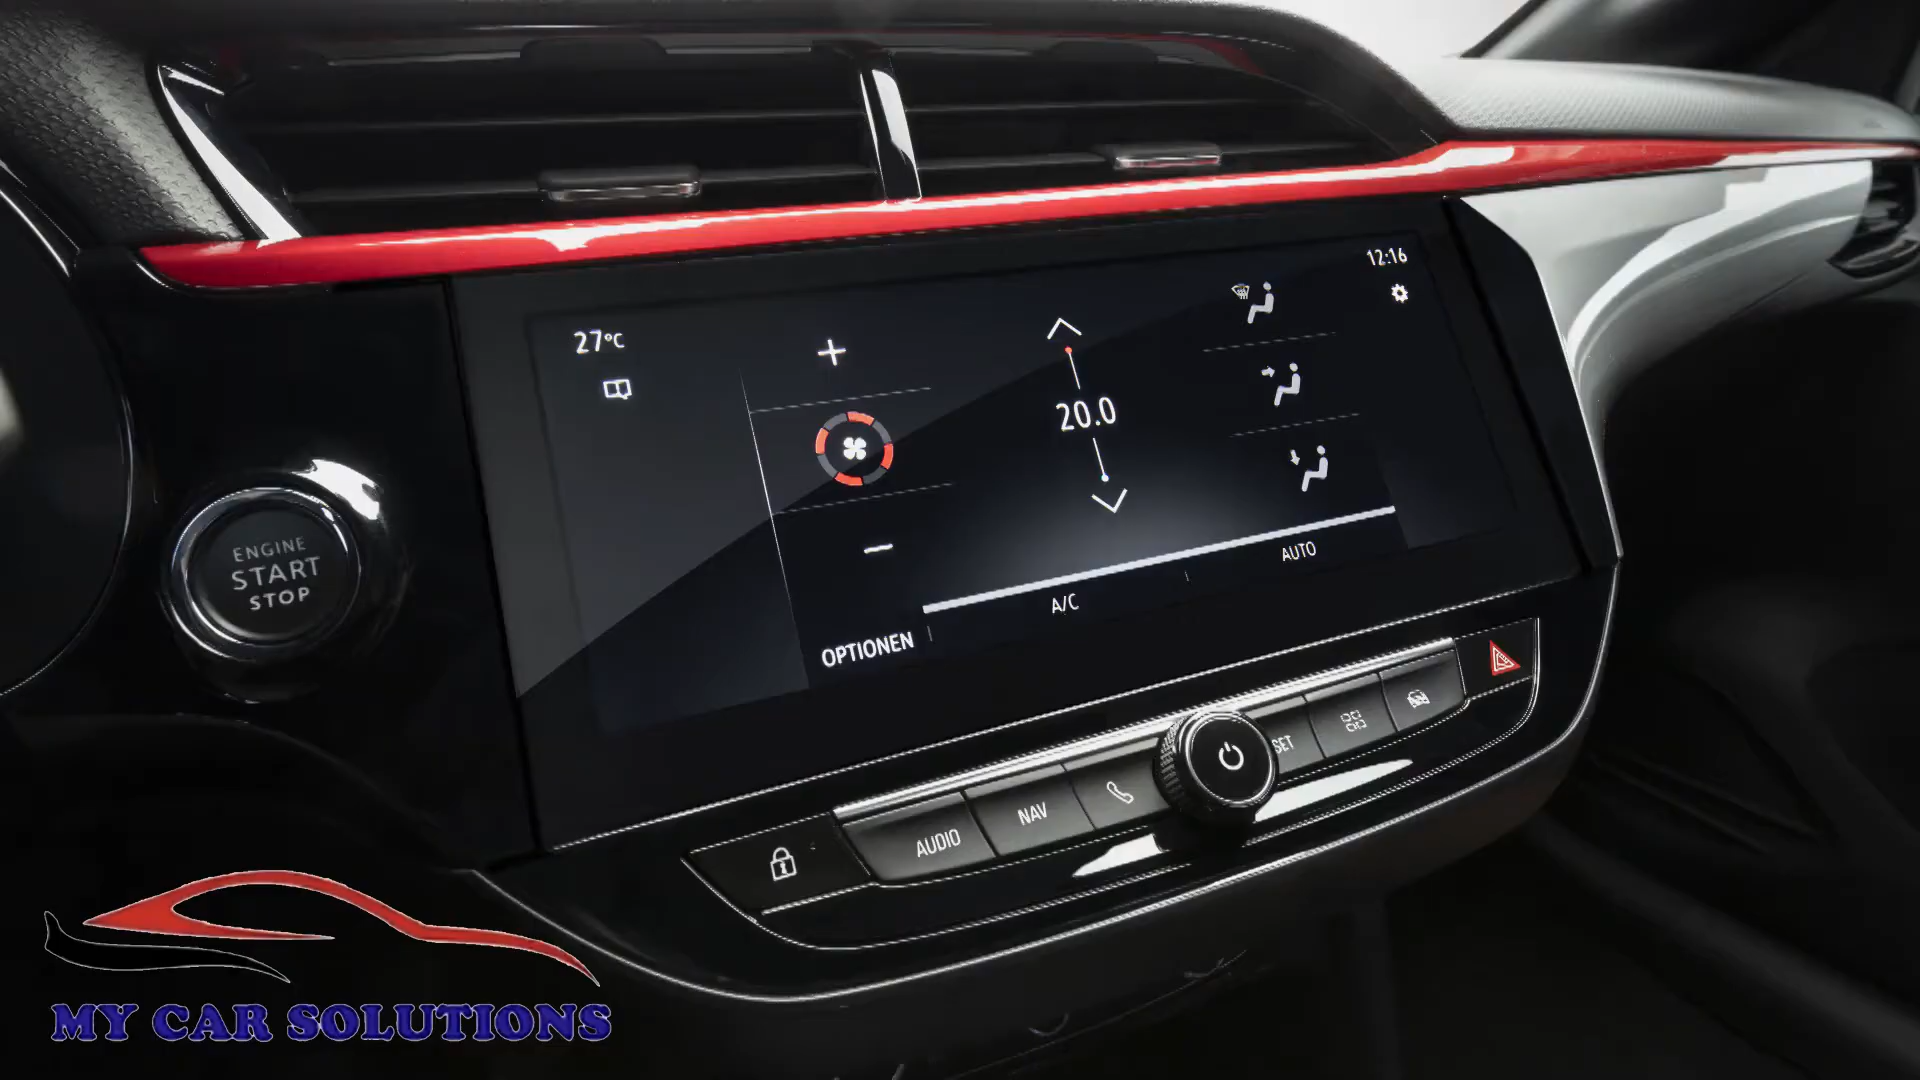 12:16
27°C
20.0
ENGINE
START
STOP
AUTO
A/C
OPTIONEN
SET
NAV
AUDIO
MY CAR SOLUTIONS